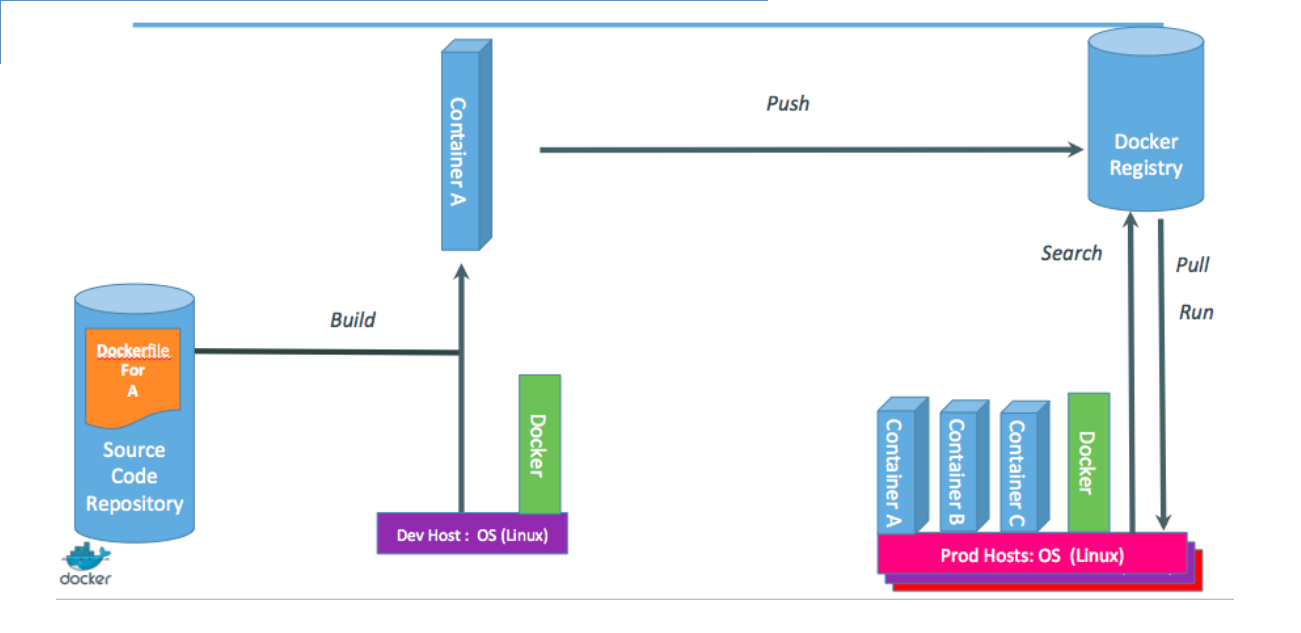 Container A
Push
Docker
Registry
Search
Pull
Run
Build
Dockerfile
For
A
Source
Code
Repository
Docker
Dev Host :  OS (Linux)
Container A
Container B
Container C
Docker
Prod Hosts: OS  (Linux)
docker